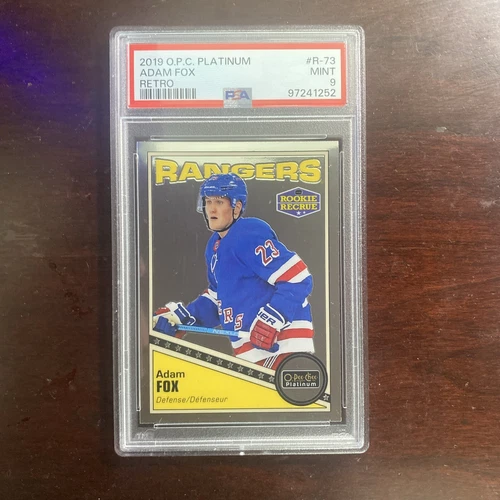 2019 O.P.C. PLATINUM #R-73
ADAM FOX MINT
RETRO 9
PSA 97241252
RANGERS
ROOKIE
RECRUE
23
ERS
Adam
FOX
Defense/Défenseur
O-Pee-Chee
Platinum